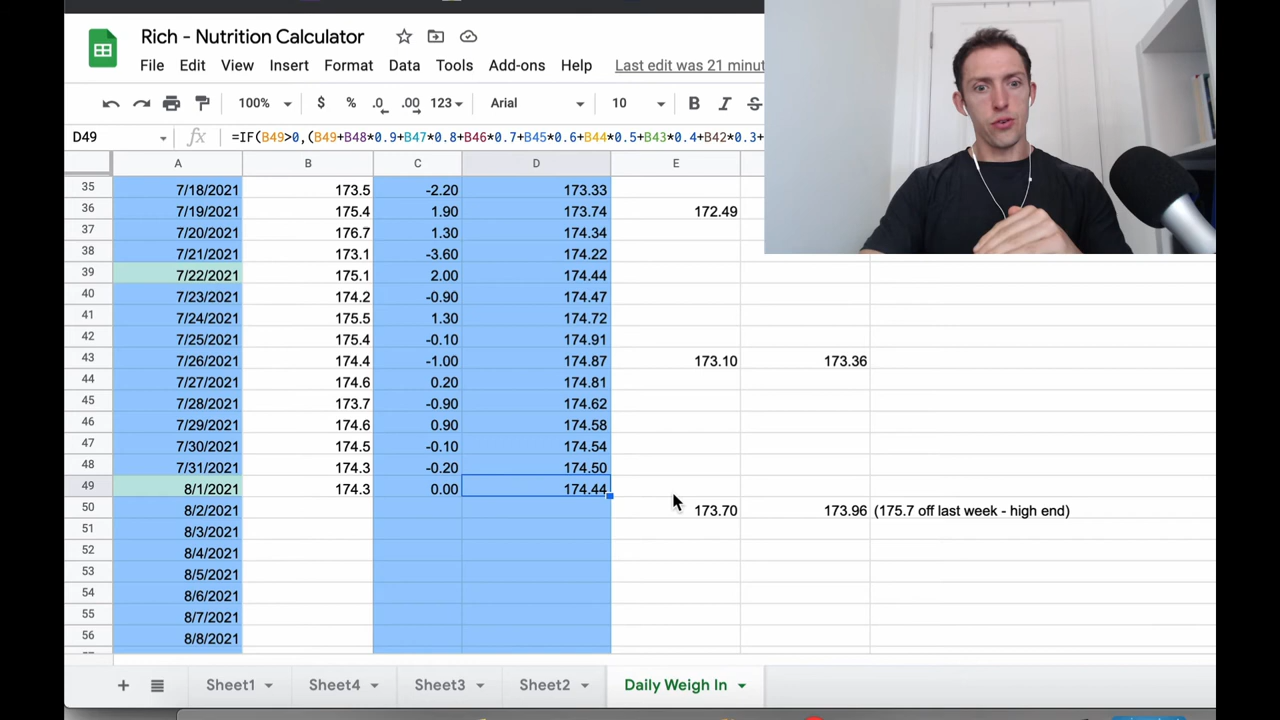 Rich - Nutrition Calculator
File Edit View Insert Format Data Tools Add-ons Help Last edit was 21 minut
100% $ % .0 .00 123 Arial 10 B I S
D49 fx =IF(B49>0,(B49+B48*0.9+B47*0.8+B46*0.7+B45*0.6+B44*0.5+B43*0.4+B42*0.3+
A B C D E
35 7/18/2021 173.5 -2.20 173.33
36 7/19/2021 175.4 1.90 173.74 172.49
37 7/20/2021 176.7 1.30 174.34
38 7/21/2021 173.1 -3.60 174.22
39 7/22/2021 175.1 2.00 174.44
40 7/23/2021 174.2 -0.90 174.47
41 7/24/2021 175.5 1.30 174.72
42 7/25/2021 175.4 -0.10 174.91
43 7/26/2021 174.4 -1.00 174.87 173.10 173.36
44 7/27/2021 174.6 0.20 174.81
45 7/28/2021 173.7 -0.90 174.62
46 7/29/2021 174.6 0.90 174.58
47 7/30/2021 174.5 -0.10 174.54
48 7/31/2021 174.3 -0.20 174.50
49 8/1/2021 174.3 0.00 174.44
50 8/2/2021 173.70 173.96 (175.7 off last week - high end)
51 8/3/2021
52 8/4/2021
53 8/5/2021
54 8/6/2021
55 8/7/2021
56 8/8/2021
Sheet1 Sheet4 Sheet3 Sheet2 Daily Weigh In